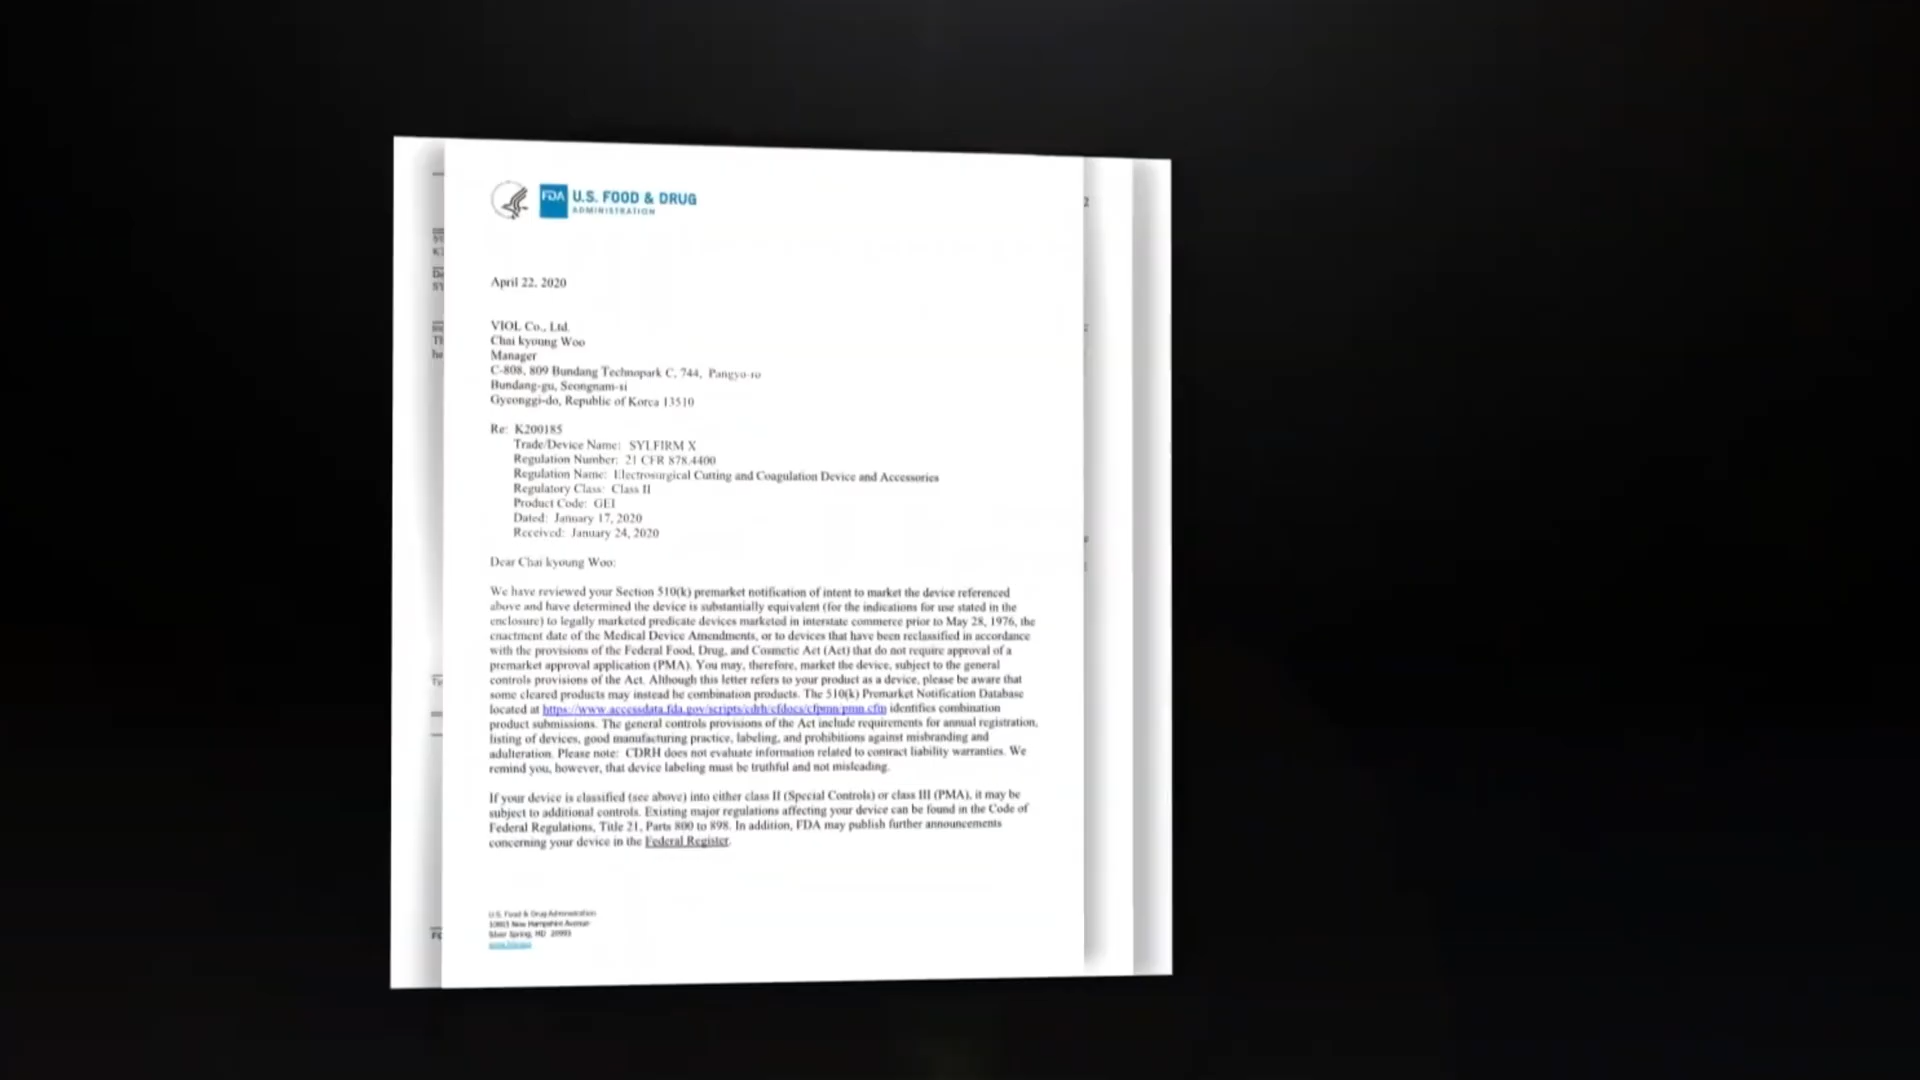 FDA U.S. FOOD & DRUG
ADMINISTRATION
April 22, 2020
VIOL Co., Ltd.
Chai kyoung Woo
Manager
C-808, 809 Bundang Technopark C, 744, Pangyo-ro
Bundang-gu, Seongnam-si
Gyeonggi-do, Republic of Korea 13510
Re: K200185
Trade/Device Name: SYLFIRM X
Regulation Number: 21 CFR 878.4400
Regulation Name: Electrosurgical Cutting and Coagulation Device and Accessories
Regulatory Class: Class II
Product Code: GEI
Dated: January 17, 2020
Received: January 24, 2020
Dear Chai kyoung Woo:
We have reviewed your Section 510(k) premarket notification of intent to market the device referenced
above and have determined the device is substantially equivalent (for the indications for use stated in the
enclosure) to legally marketed predicate devices marketed in interstate commerce prior to May 28, 1976, the
enactment date of the Medical Device Amendments, or to devices that have been reclassified in accordance
with the provisions of the Federal Food, Drug, and Cosmetic Act (Act) that do not require approval of a
premarket approval application (PMA). You may, therefore, market the device, subject to the general
controls provisions of the Act. Although this letter refers to your product as a device, please be aware that
some cleared products may instead be combination products. The 510(k) Premarket Notification Database
located at https://www.accessdata.fda.gov/scripts/cdrh/cfdocs/cfpmn/pmn.cfm identifies combination
product submissions. The general controls provisions of the Act include requirements for annual registration,
listing of devices, good manufacturing practice, labeling, and prohibitions against misbranding and
adulteration. Please note: CDRH does not evaluate information related to contract liability warranties. We
remind you, however, that device labeling must be truthful and not misleading.
If your device is classified (see above) into either class II (Special Controls) or class III (PMA), it may be
subject to additional controls. Existing major regulations affecting your device can be found in the Code of
Federal Regulations, Title 21, Parts 800 to 898. In addition, FDA may publish further announcements
concerning your device in the Federal Register.
U.S. Food & Drug Administration
10903 New Hampshire Avenue
Silver Spring, MD 20993